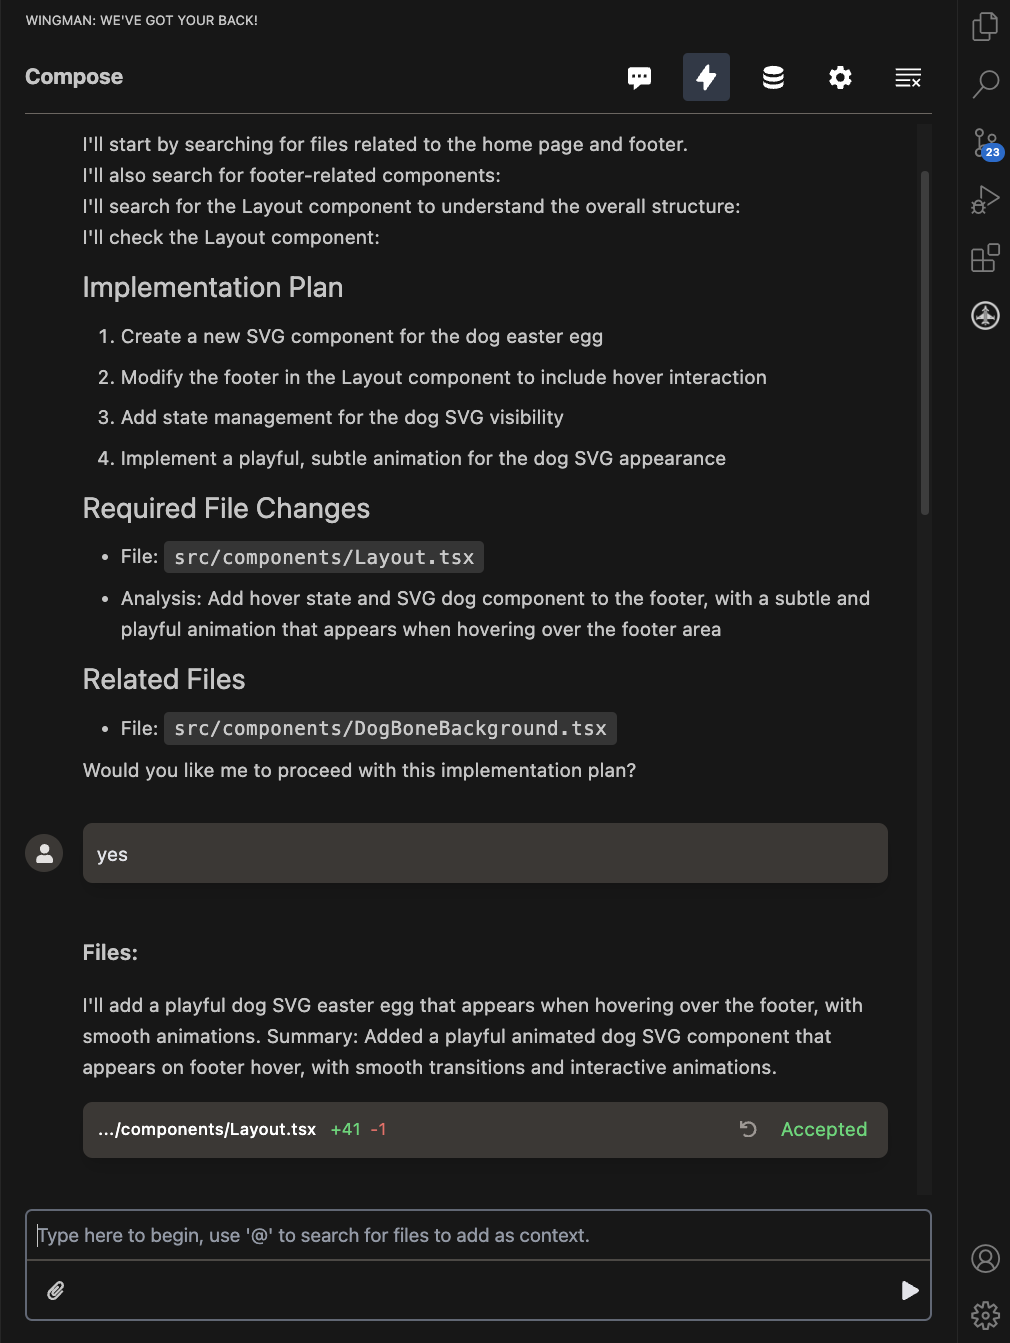 WINGMAN: WE'VE GOT YOUR BACK!
Compose
I'll start by searching for files related to the home page and footer.
I'll also search for footer-related components:
I'll search for the Layout component to understand the overall structure:
I'll check the Layout component:
Implementation Plan
1. Create a new SVG component for the dog easter egg
2. Modify the footer in the Layout component to include hover interaction
3. Add state management for the dog SVG visibility
4. Implement a playful, subtle animation for the dog SVG appearance
Required File Changes
• File: src/components/Layout.tsx
• Analysis: Add hover state and SVG dog component to the footer, with a subtle and
playful animation that appears when hovering over the footer area
Related Files
• File: src/components/DogBoneBackground.tsx
Would you like me to proceed with this implementation plan?
yes
Files:
I'll add a playful dog SVG easter egg that appears when hovering over the footer, with
smooth animations. Summary: Added a playful animated dog SVG component that
appears on footer hover, with smooth transitions and interactive animations.
.../components/Layout.tsx +41 -1 Accepted
Type here to begin, use '@' to search for files to add as context.
23